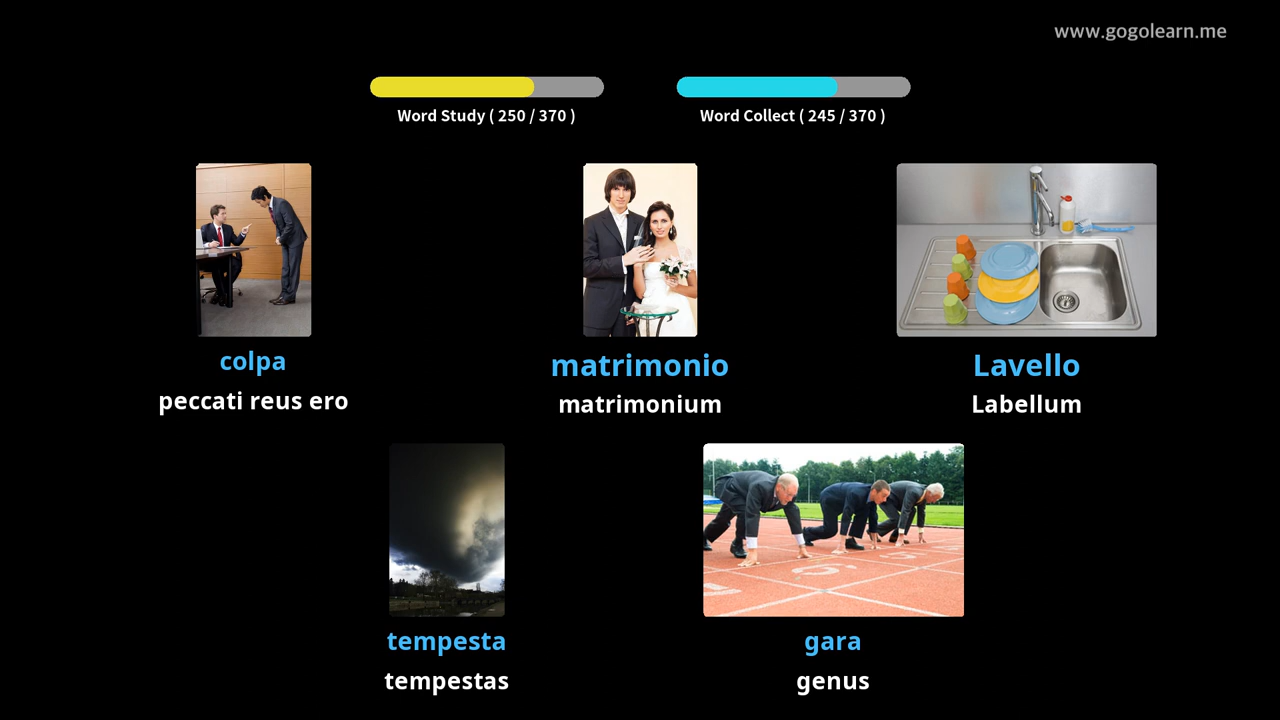 www.gogolearn.me
Word Study ( 250 / 370 )
Word Collect ( 245 / 370 )
colpa
peccati reus ero
matrimonio
matrimonium
Lavello
Labellum
tempesta
tempestas
gara
genus